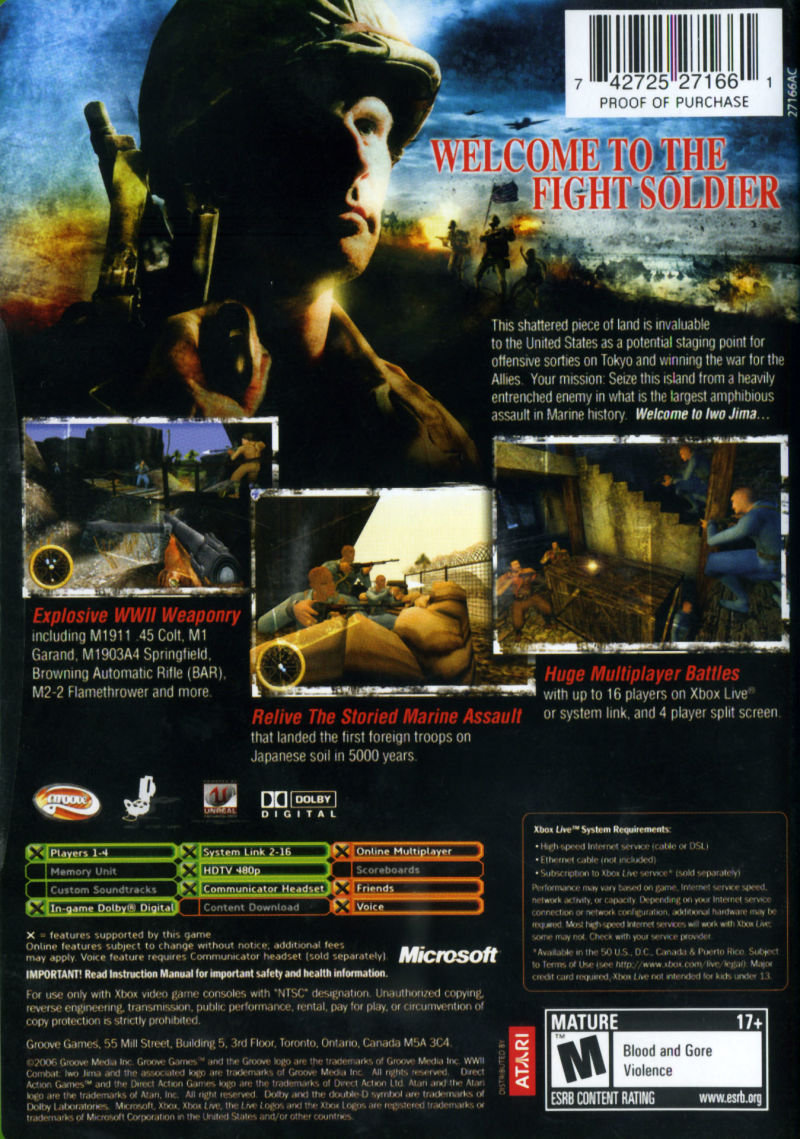 7 42725 27166 1
PROOF OF PURCHASE
27166AC
WELCOME TO THE
FIGHT SOLDIER
This shattered piece of land is invaluable
to the United States as a potential staging point for
offensive sorties on Tokyo and winning the war for the
Allies. Your mission: Seize this island from a heavily
entrenched enemy in what is the largest amphibious
assault in Marine history. Welcome to Iwo Jima...
Explosive WWII Weaponry
including M1911 .45 Colt, M1
Garand, M1903A4 Springfield,
Browning Automatic Rifle (BAR),
M2-2 Flamethrower and more.
Relive The Storied Marine Assault
that landed the first foreign troops on
Japanese soil in 5000 years.
Huge Multiplayer Battles
with up to 16 players on Xbox Live®
or system link, and 4 player split screen.
groove
POWERED BY
UNREAL
DOLBY
DIGITAL
Players 1-4
Memory Unit
Custom Soundtracks
In-game Dolby® Digital
System Link 2-16
HDTV 480p
Communicator Headset
Content Download
Online Multiplayer
Scoreboards
Friends
Voice
X = features supported by this game
Online features subject to change without notice; additional fees
may apply. Voice feature requires Communicator headset (sold separately).
Microsoft
IMPORTANT! Read Instruction Manual for important safety and health information.
For use only with Xbox video game consoles with "NTSC" designation. Unauthorized copying,
reverse engineering, transmission, public performance, rental, pay for play, or circumvention of
copy protection is strictly prohibited.
Groove Games, 55 Mill Street, Building 5, 3rd Floor, Toronto, Ontario, Canada M5A 3C4.
©2006 Groove Media Inc. Groove Games™ and the Groove logo are the trademarks of Groove Media Inc. WWII
Combat: Iwo Jima and the associated logo are trademarks of Groove Media Inc. All rights reserved. Direct
Action Games™ and the Direct Action Games logo are the trademarks of Direct Action Ltd. Atari and the Atari
logo are the trademarks of Atari, Inc. All right reserved. Dolby and the double-D symbol are trademarks of
Dolby Laboratories. Microsoft, Xbox, Xbox Live, the Live Logos and the Xbox Logos are registered trademarks or
trademarks of Microsoft Corporation in the United States and/or other countries.
Xbox Live™ System Requirements:
• High-speed Internet service (cable or DSL)
• Ethernet cable (not included)
• Subscription to Xbox Live service* (sold separately)
Performance may vary based on game, Internet service speed,
network activity, or capacity. Depending on your Internet service
connection or network configuration, additional hardware may be
required. Most high-speed Internet services will work with Xbox Live;
some may not. Check with your service provider.
*Available in the 50 U.S., D.C., Canada & Puerto Rico. Subject
to Terms of Use (see http://www.xbox.com/live/legal). Major
credit card required; Xbox Live not intended for kids under 13.
DISTRIBUTED BY
ATARI
MATURE 17+
M
TM
Blood and Gore
Violence
ESRB CONTENT RATING www.esrb.org